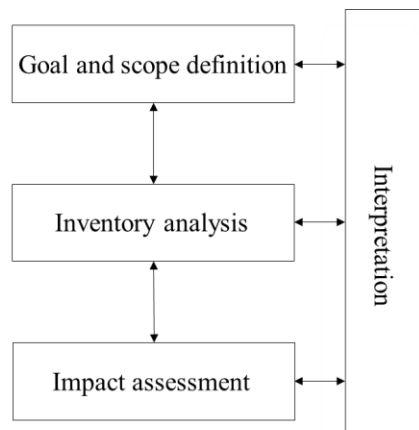 Goal and scope definition
Inventory analysis
Impact assessment
Interpretation